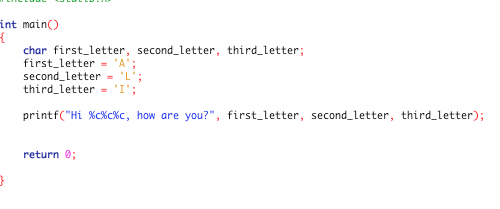 #include <stdio.h>
int main()
{
char first_letter, second_letter, third_letter;
first_letter = 'A';
second_letter = 'L';
third_letter = 'I';
printf("Hi %c%c%c, how are you?", first_letter, second_letter, third_letter);
return 0;
}